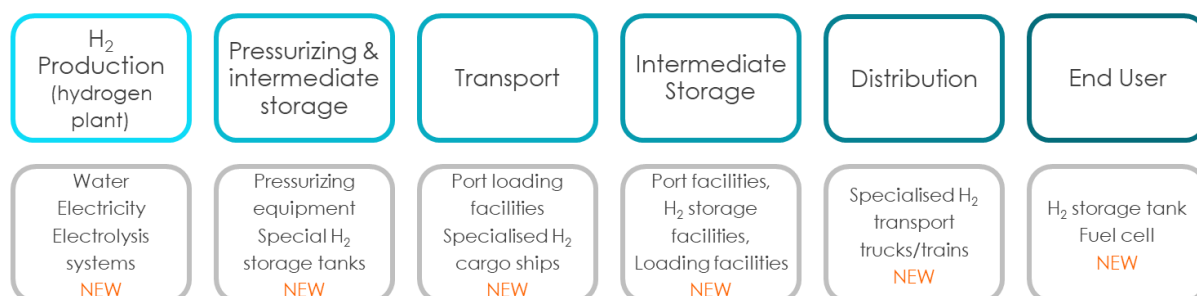 H₂
Production
(hydrogen
plant)
Pressurizing &
intermediate
storage
Transport
Intermediate
Storage
Distribution
End User
Water
Electricity
Electrolysis
systems
NEW
Pressurizing
equipment
Special H₂
storage tanks
NEW
Port loading
facilities
Specialised H₂
cargo ships
NEW
Port facilities,
H₂ storage
facilities,
Loading facilities
NEW
Specialised H₂
transport
trucks/trains
NEW
H₂ storage tank
Fuel cell
NEW